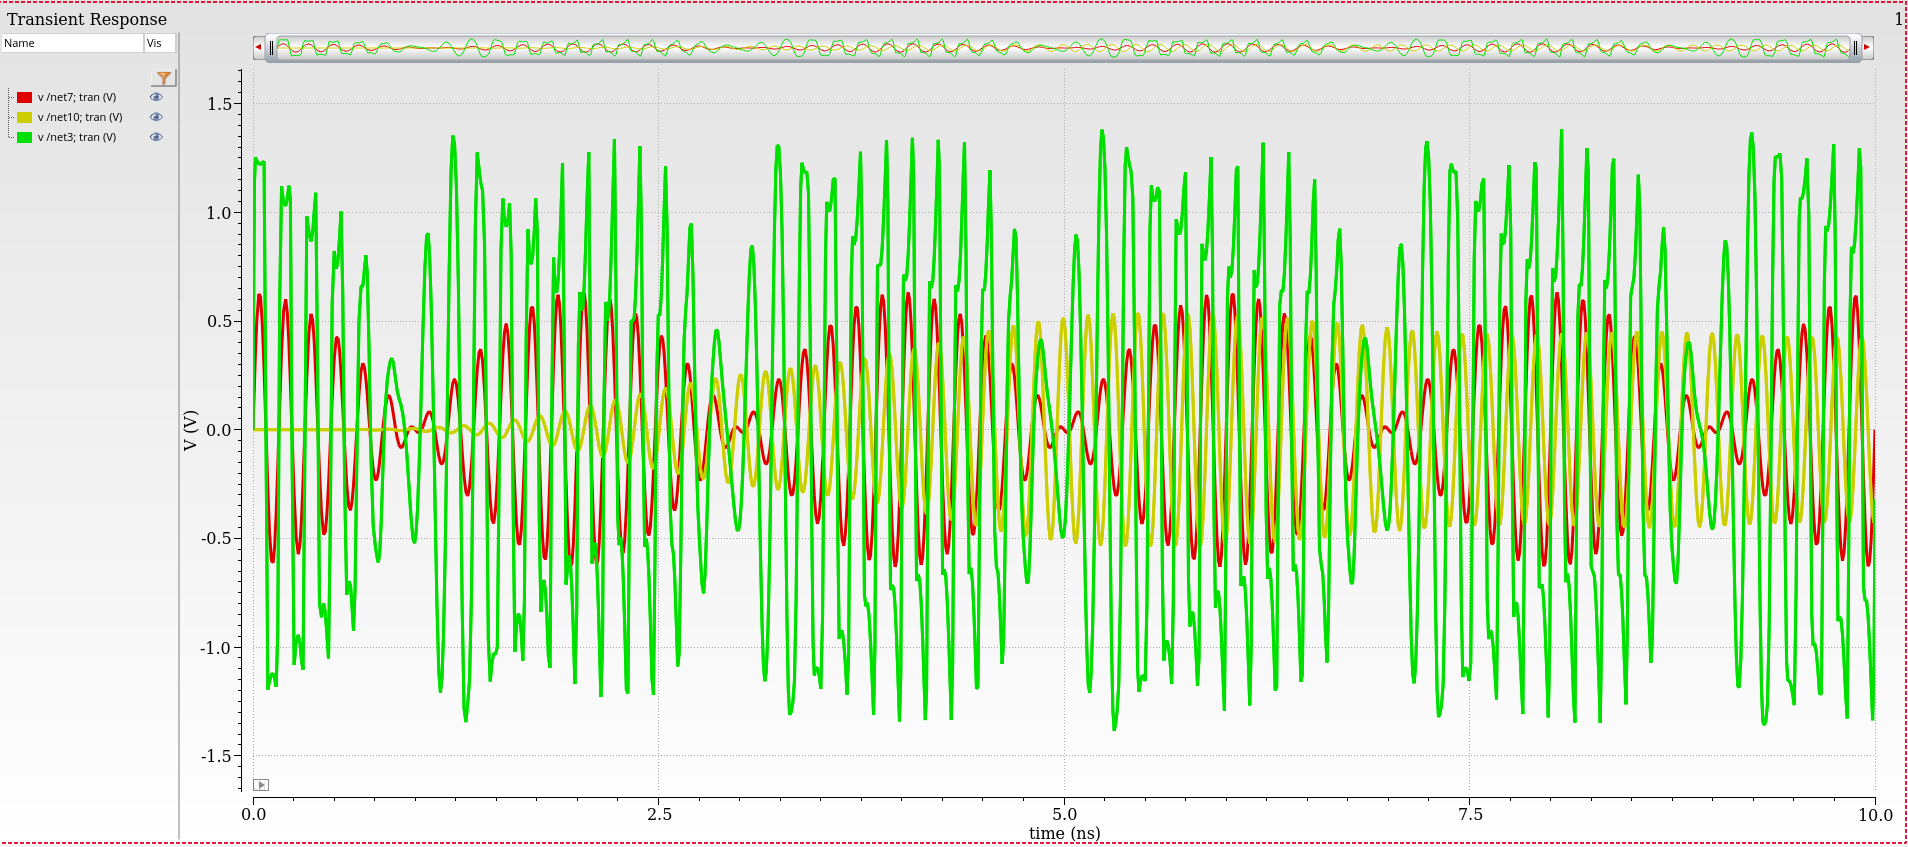 Transient Response
1
Name Vis
v /net7; tran (V)
v /net10; tran (V)
v /net3; tran (V)
1.5
1.0
0.5
0.0
-0.5
-1.0
-1.5
V (V)
0.0 2.5 5.0 7.5 10.0
time (ns)